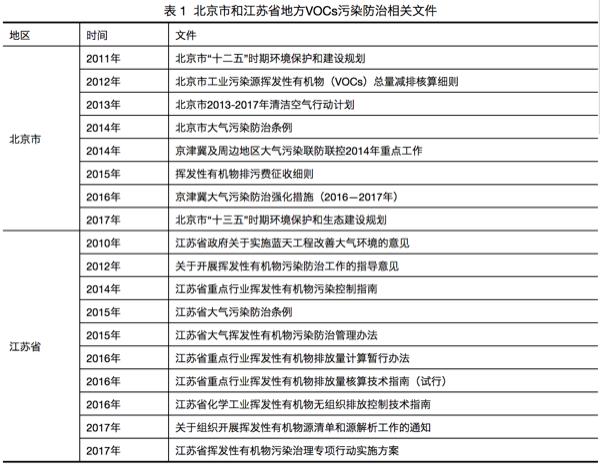 表 1 北京市和江苏省地方VOCs污染防治相关文件
地区 时间 文件
北京市
2011年 北京市“十二五”时期环境保护和建设规划
2012年 北京市工业污染源挥发性有机物（VOCs）总量减排核算细则
2013年 北京市2013-2017年清洁空气行动计划
2014年 北京市大气污染防治条例
2014年 京津冀及周边地区大气污染联防联控2014年重点工作
2015年 挥发性有机物排污费征收细则
2016年 京津冀大气污染防治强化措施（2016—2017年）
2017年 北京市“十三五”时期环境保护和生态建设规划
江苏省
2010年 江苏省政府关于实施蓝天工程改善大气环境的意见
2012年 关于开展挥发性有机物污染防治工作的指导意见
2014年 江苏省重点行业挥发性有机物污染控制指南
2015年 江苏省大气污染防治条例
2015年 江苏省大气挥发性有机物污染防治管理办法
2016年 江苏省重点行业挥发性有机物排放量计算暂行办法
2016年 江苏省重点行业挥发性有机物排放量核算技术指南（试行）
2016年 江苏省化学工业挥发性有机物无组织排放控制技术指南
2017年 关于组织开展挥发性有机物源清单和源解析工作的通知
2017年 江苏省挥发性有机物污染治理专项行动实施方案